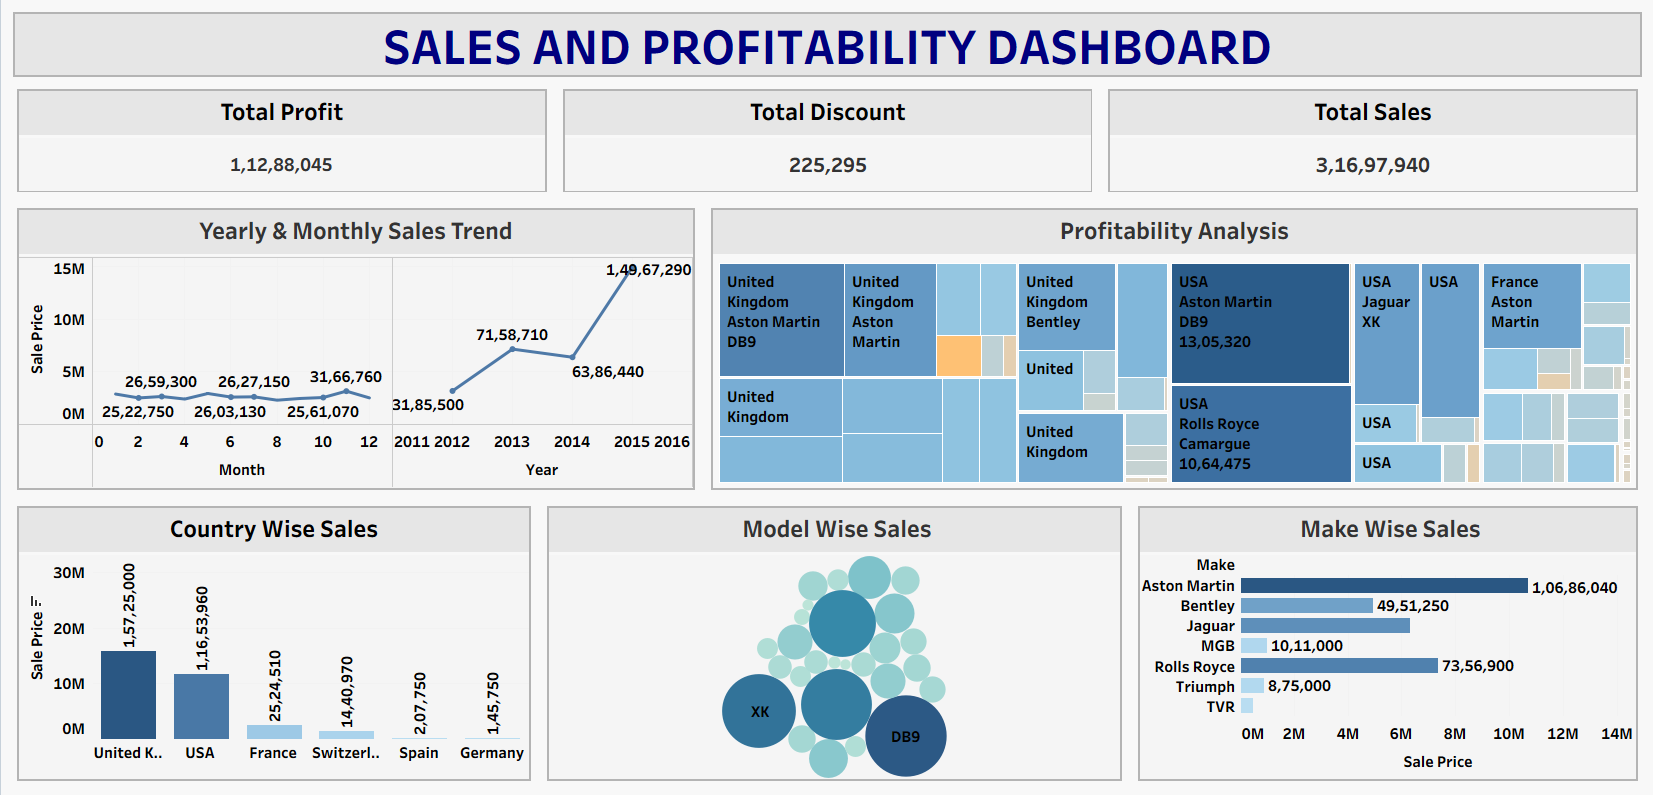 SALES AND PROFITABILITY DASHBOARD
Total Profit
1,12,88,045
Total Discount
225,295
Total Sales
3,16,97,940
Yearly & Monthly Sales Trend
Sale Price
15M
10M
5M
0M
26,59,300
26,27,150
31,66,760
25,22,750
26,03,130
25,61,070
0 2 4 6 8 10 12
Month
1,49,67,290
71,58,710
63,86,440
31,85,500
2011 2012 2013 2014 2015 2016
Year
Profitability Analysis
United
Kingdom
Aston Martin
DB9
United
Kingdom
Aston
Martin
United
Kingdom
United
Kingdom
Bentley
United
United
Kingdom
USA
Aston Martin
DB9
13,05,320
USA
Rolls Royce
Camargue
10,64,475
USA
Jaguar
XK
USA
USA
USA
France
Aston
Martin
Country Wise Sales
Sale Price
30M
20M
10M
0M
1,57,25,000
1,16,53,960
25,24,510
14,40,970
2,07,750
1,45,750
United K.. USA France Switzerl.. Spain Germany
Model Wise Sales
XK
DB9
Make Wise Sales
Make
Aston Martin 1,06,86,040
Bentley 49,51,250
Jaguar
MGB 10,11,000
Rolls Royce 73,56,900
Triumph 8,75,000
TVR
0M 2M 4M 6M 8M 10M 12M 14M
Sale Price